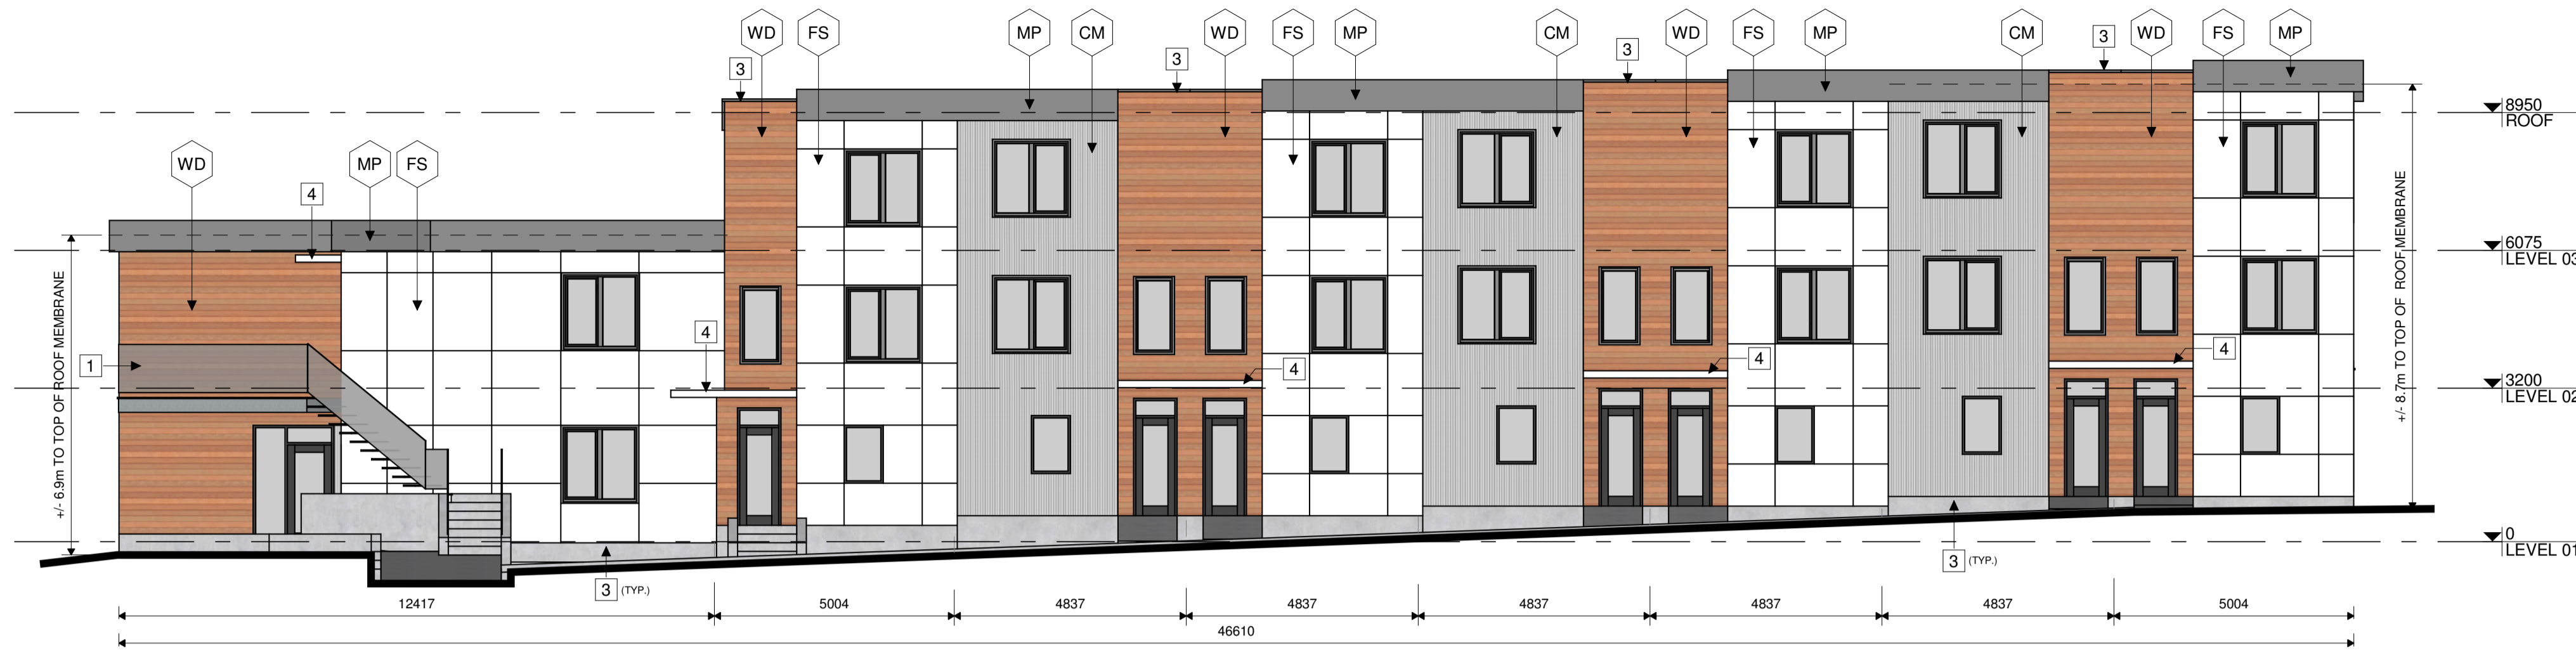 WD FS MP CM WD FS MP CM WD FS MP CM WD FS MP
3 3 3 3
8950
ROOF
WD MP FS
4
6075
LEVEL 03
4 4 4 4
1
3200
LEVEL 02
+/- 6.9m TO TOP OF ROOF MEMBRANE
+/- 8.7m TO TOP OF ROOF MEMBRANE
0
LEVEL 01
3 (TYP.)
3 (TYP.)
12417 5004 4837 4837 4837 4837 4837 5004
46610